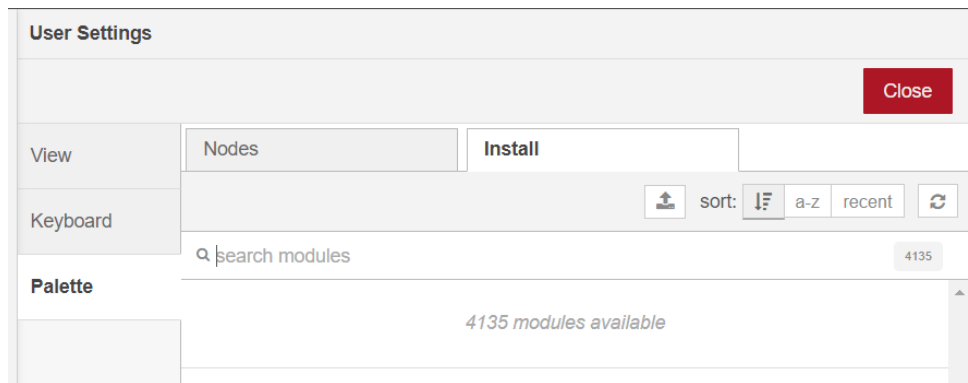 User Settings
Close
View
Nodes
Install
sort:
a-z
recent
Keyboard
search modules
4135
Palette
4135 modules available